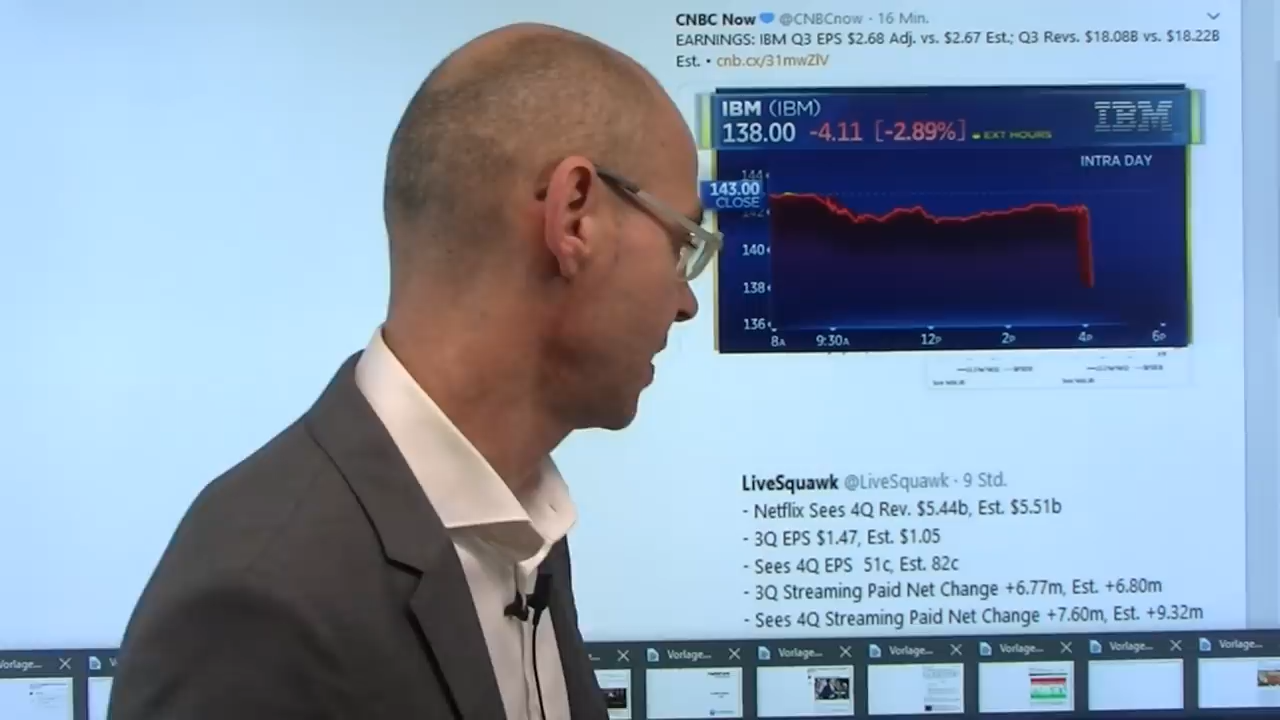 CNBC Now @CNBCnow · 16 Min.
EARNINGS: IBM Q3 EPS $2.68 Adj. vs. $2.67 Est.; Q3 Revs. $18.08B vs. $18.22B
Est. • cnb.cx/31mwZlV
IBM (IBM)
IBM
138.00 -4.11 [-2.89%] EXT HOURS
INTRA DAY
144
143.00
CLOSE
142
140
138
136
8A 9:30A 12P 2P 4P 6P
LiveSquawk @LiveSquawk · 9 Std.
- Netflix Sees 4Q Rev. $5.44b, Est. $5.51b
- 3Q EPS $1.47, Est. $1.05
- Sees 4Q EPS 51c, Est. 82c
- 3Q Streaming Paid Net Change +6.77m, Est. +6.80m
- Sees 4Q Streaming Paid Net Change +7.60m, Est. +9.32m
Vorlage... Vorlage... Vorlage... Vorlage... Vorlage... Vorlage... Vorlage...